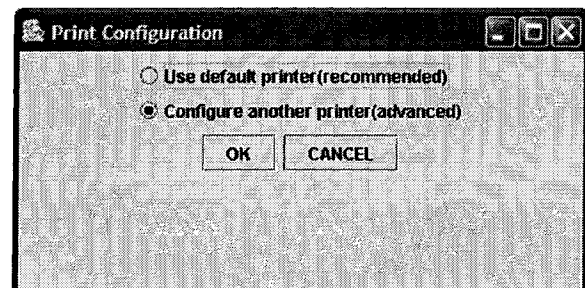 Print Configuration
Use default printer(recommended)
Configure another printer(advanced)
OK CANCEL